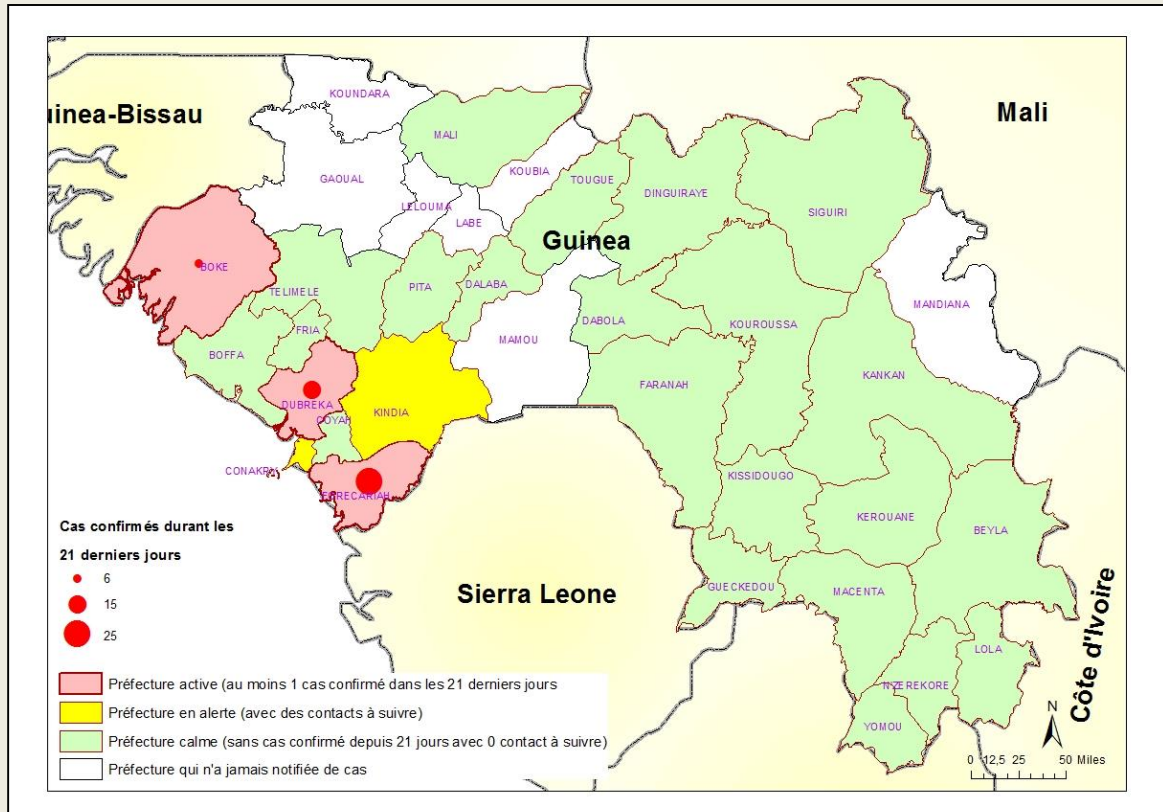 KOUNDARA
uinea-Bissau
Mali
MALI
KOUBIA
GAOUAL
TOUGUE
DINGUIRAYE
LELOUMA
LABE
SIGUIRI
Guinea
BOKE
PITA
DALABA
TELIMELE
MANDIANA
DABOLA
KOUROUSSA
FRIA
MAMOU
BOFFA
KANKAN
FARANAH
DUBREKA
KINDIA
COYAH
CONAKRY
KISSIDOUGO
ERRECARIAH
KEROUANE
BEYLA
Cas confirmés durant les
21 derniers jours
6
15
25
GUECKEDOU
MACENTA
Sierra Leone
Côte d'Ivoire
LOLA
N'ZEREKORE
YOMOU
N
0 12,5 25 50 Miles
Préfecture active (au moins 1 cas confirmé dans les 21 derniers jours
Préfecture en alerte (avec des contacts à suivre)
Préfecture calme (sans cas confirmé depuis 21 jours avec 0 contact à suivre)
Préfecture qui n'a jamais notifiée de cas